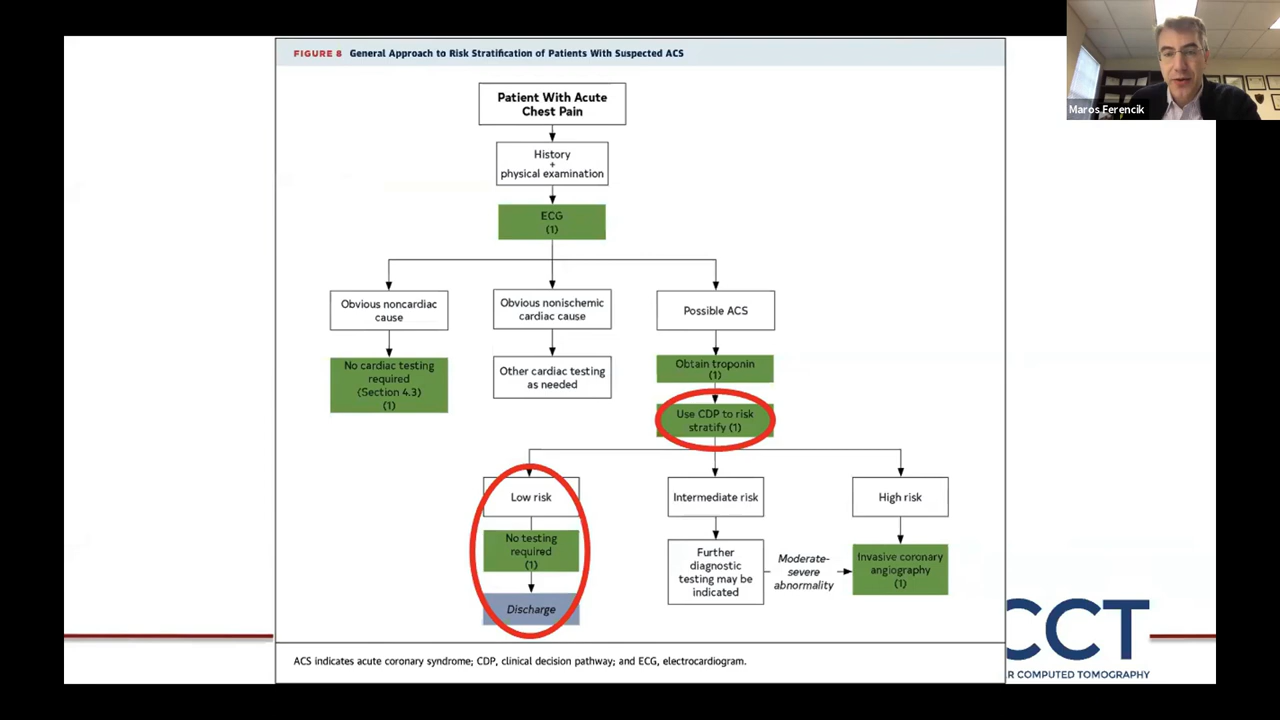 FIGURE 8 General Approach to Risk Stratification of Patients With Suspected ACS
Maros Ferencik
Patient With Acute
Chest Pain
History
+
physical examination
ECG
(1)
Obvious noncardiac
cause
Obvious nonischemic
cardiac cause
Possible ACS
No cardiac testing
required
(Section 4.3)
(1)
Other cardiac testing
as needed
Obtain troponin
(1)
Use CDP to risk
stratify (1)
Low risk
Intermediate risk
High risk
No testing
required
(1)
Discharge
Further
diagnostic
testing may be
indicated
Moderate-
severe
abnormality
Invasive coronary
angiography
(1)
ACS indicates acute coronary syndrome; CDP, clinical decision pathway; and ECG, electrocardiogram.
CCT
R COMPUTED TOMOGRAPHY